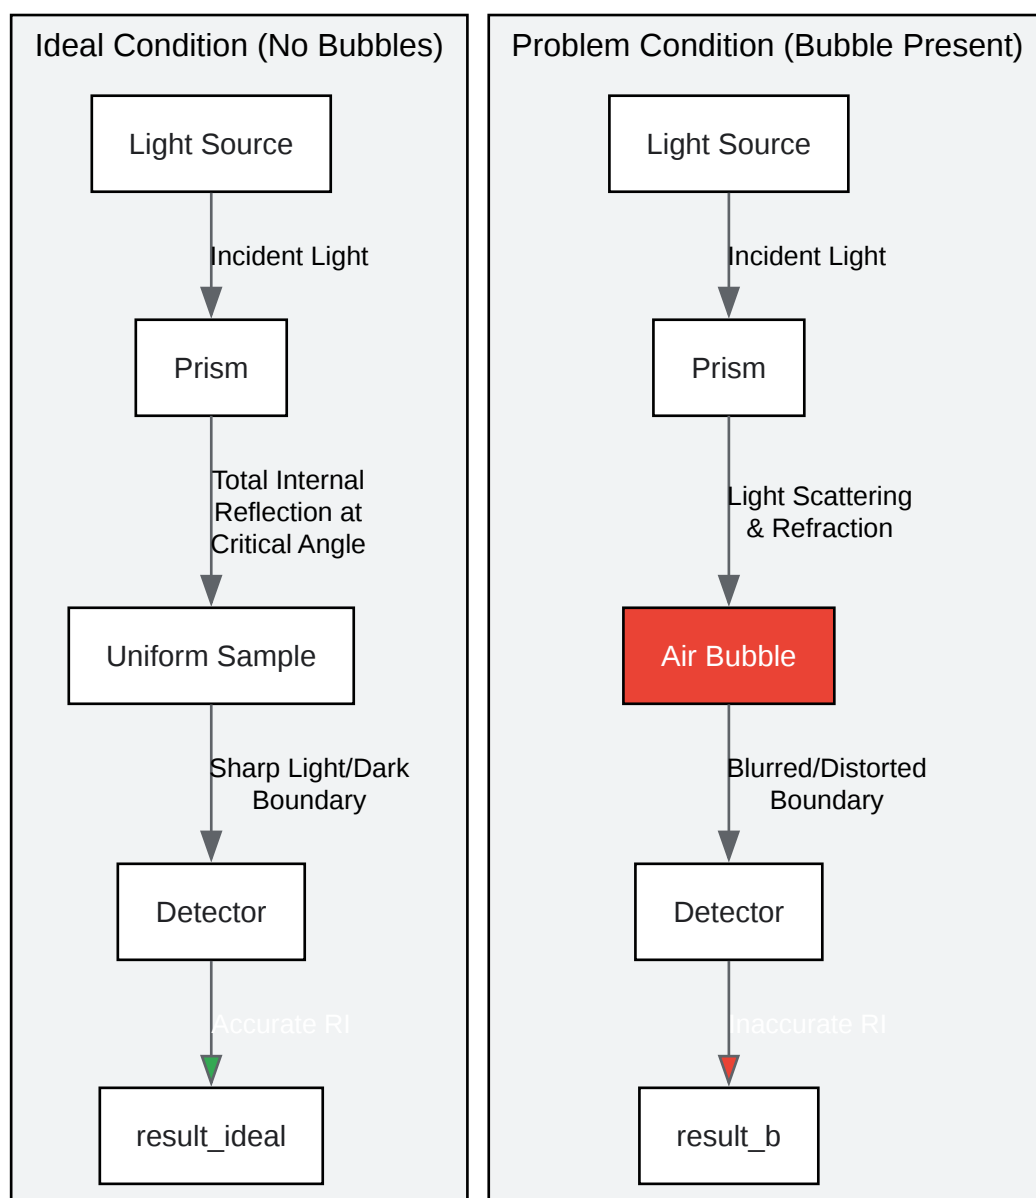 Ideal Condition (No Bubbles)
Light Source
Incident Light
Prism
Total Internal
Reflection at
Critical Angle
Uniform Sample
Sharp Light/Dark
Boundary
Detector
Accurate RI
result_ideal
Problem Condition (Bubble Present)
Light Source
Incident Light
Prism
Light Scattering
& Refraction
Air Bubble
Blurred/Distorted
Boundary
Detector
Inaccurate RI
result_b